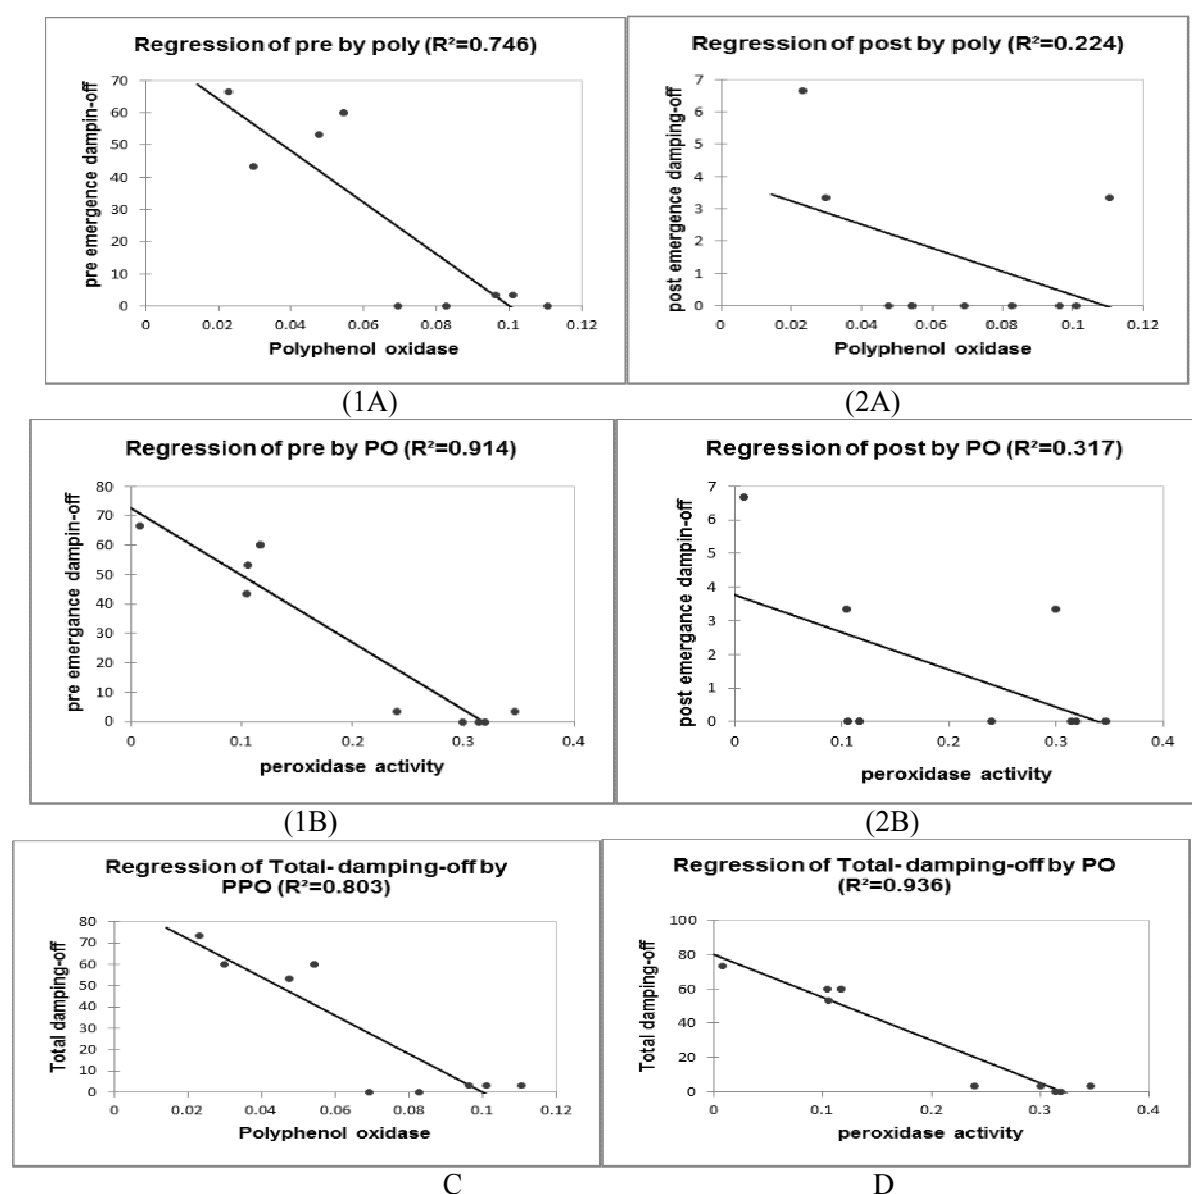 Regression of pre by poly (R²=0.746)
pre emergence dampin-off
70
60
50
40
30
20
10
0
0 0.02 0.04 0.06 0.08 0.1 0.12
Polyphenol oxidase
(1A)
Regression of post by poly (R²=0.224)
post emergence damping-off
7
6
5
4
3
2
1
0
0 0.02 0.04 0.06 0.08 0.1 0.12
Polyphenol oxidase
(2A)
Regression of pre by PO (R²=0.914)
pre emergance dampin-off
80
70
60
50
40
30
20
10
0
0 0.1 0.2 0.3 0.4
peroxidase activity
(1B)
Regression of post by PO (R²=0.317)
post emergance dampin-off
7
6
5
4
3
2
1
0
0 0.1 0.2 0.3 0.4
peroxidase activity
(2B)
Regression of Total- damping-off by
PPO (R²=0.803)
Total damping-off
80
70
60
50
40
30
20
10
0
0 0.02 0.04 0.06 0.08 0.1 0.12
Polyphenol oxidase
C
Regression of Total- damping-off by PO
(R²=0.936)
Total damping-off
100
80
60
40
20
0
0 0.1 0.2 0.3 0.4
peroxidase activity
D